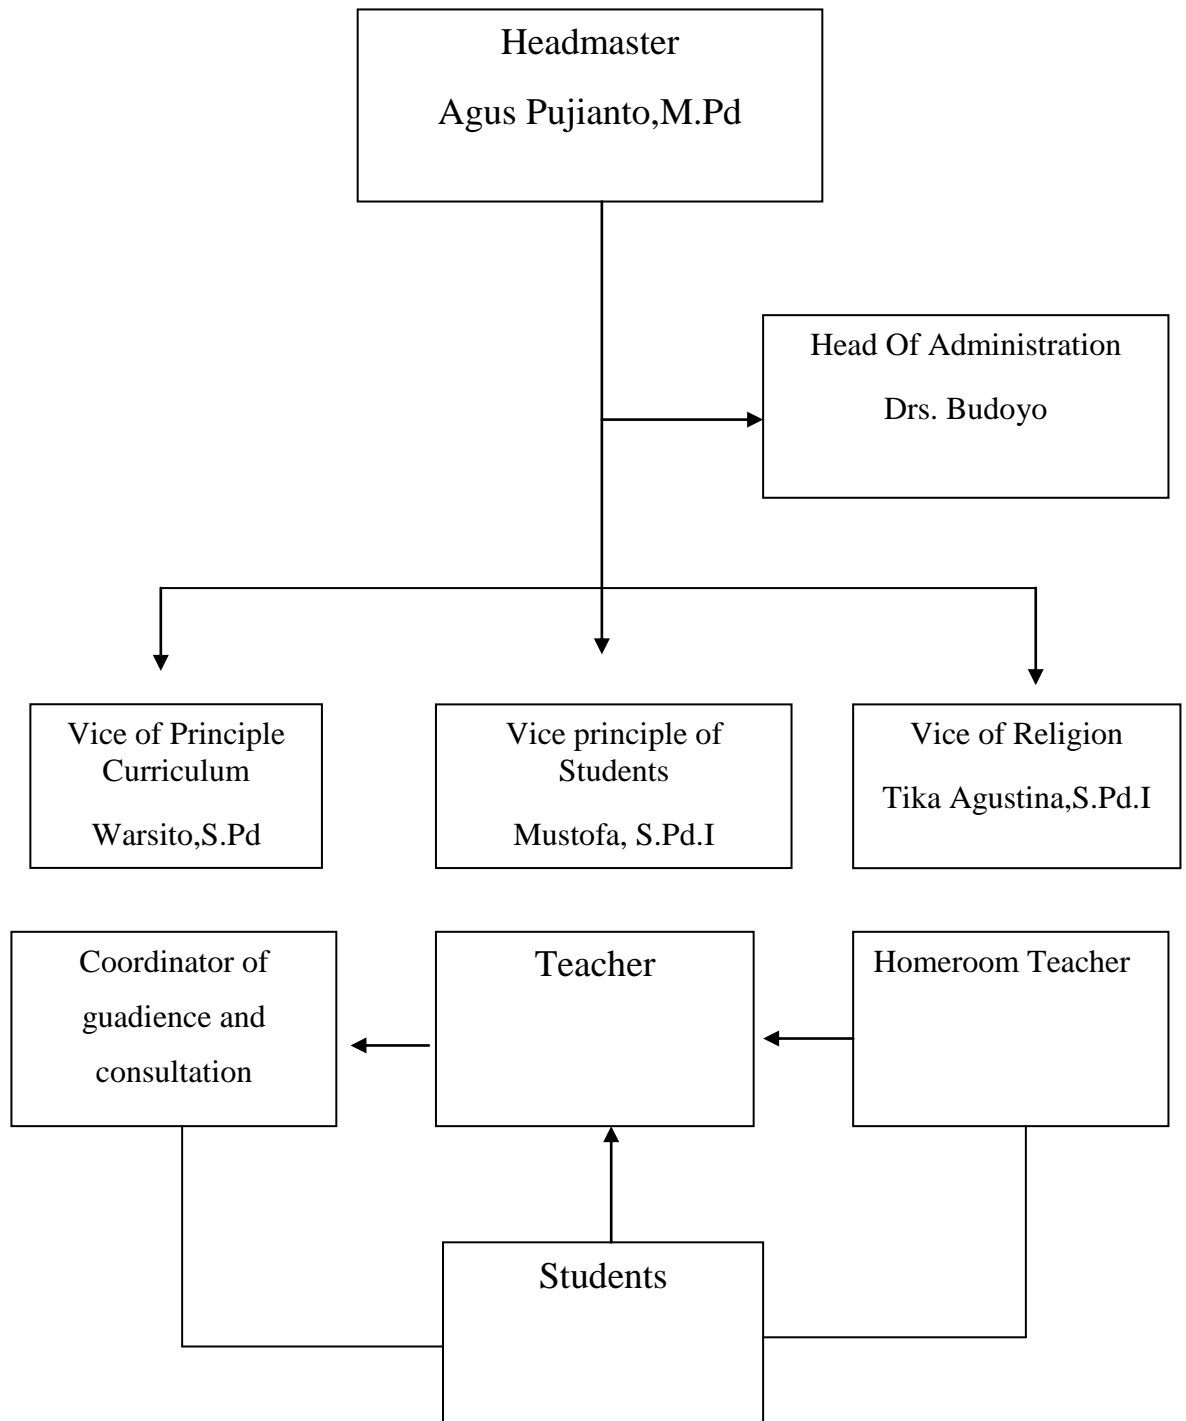 Headmaster
Agus Pujianto,M.Pd
Head Of Administration
Drs. Budoyo
Vice of Principle
Curriculum
Warsito,S.Pd
Vice principle of
Students
Mustofa, S.Pd.I
Vice of Religion
Tika Agustina,S.Pd.I
Coordinator of
guadience and
consultation
Teacher
Homeroom Teacher
Students